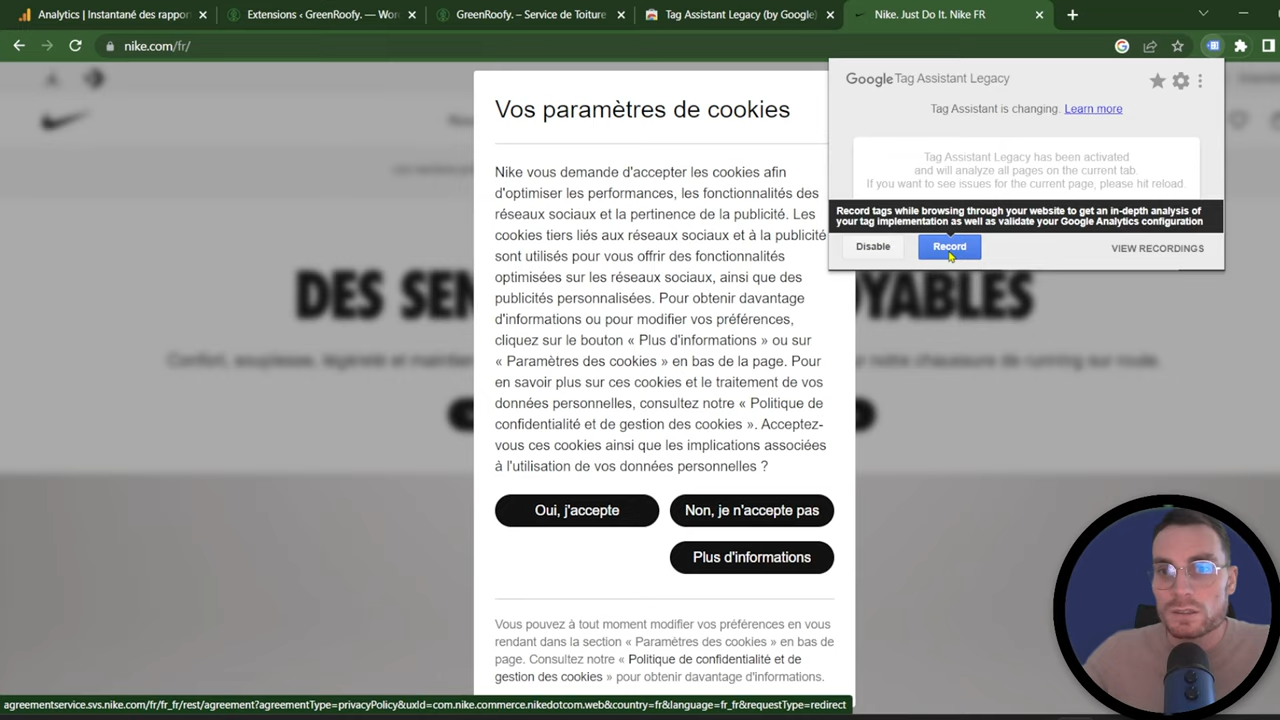 Analytics | Instantané des rappor
Extensions ‹ GreenRoofy. — Wor
GreenRoofy. – Service de Toiture
Tag Assistant Legacy (by Google)
Nike. Just Do It. Nike FR
nike.com/fr/
Google Tag Assistant Legacy
Tag Assistant is changing. Learn more
Tag Assistant Legacy has been activated
and will analyze all pages on the current tab.
If you want to see issues for the current page, please hit reload.
Record tags while browsing through your website to get an in-depth analysis of
your tag implementation as well as validate your Google Analytics configuration
Disable
Record
VIEW RECORDINGS
Vos paramètres de cookies
Nike vous demande d'accepter les cookies afin
d'optimiser les performances, les fonctionnalités des
réseaux sociaux et la pertinence de la publicité. Les
cookies tiers liés aux réseaux sociaux et à la publicité
sont utilisés pour vous offrir des fonctionnalités
optimisées sur les réseaux sociaux, ainsi que des
publicités personnalisées. Pour obtenir davantage
d'informations ou pour modifier vos préférences,
cliquez sur le bouton « Plus d'informations » ou sur
« Paramètres des cookies » en bas de la page. Pour
en savoir plus sur ces cookies et le traitement de vos
données personnelles, consultez notre « Politique de
confidentialité et de gestion des cookies ». Acceptez-
vous ces cookies ainsi que les implications associées
à l'utilisation de vos données personnelles ?
Oui, j'accepte
Non, je n'accepte pas
Plus d'informations
Vous pouvez à tout moment modifier vos préférences en vous
rendant dans la section « Paramètres des cookies » en bas de
page. Consultez notre « Politique de confidentialité et de
gestion des cookies » pour obtenir davantage d'informations.
DES SEN
OYABLES
Confort, souplesse, légèreté et maintien
notre chaussure de running sur route.
agreementservice.svs.nike.com/fr/fr_fr/rest/agreement?agreementType=privacyPolicy&uxId=com.nike.commerce.nikedotcom.web&country=fr&language=fr_fr&requestType=redirect